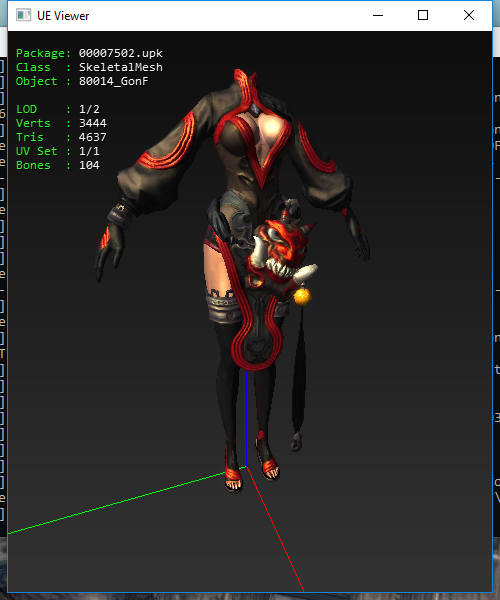 UE Viewer
Package: 00007502.upk
Class  : SkeletalMesh
Object : 80014_GonF
LOD    : 1/2
Verts  : 3444
Tris   : 4637
UV Set : 1/1
Bones  : 104